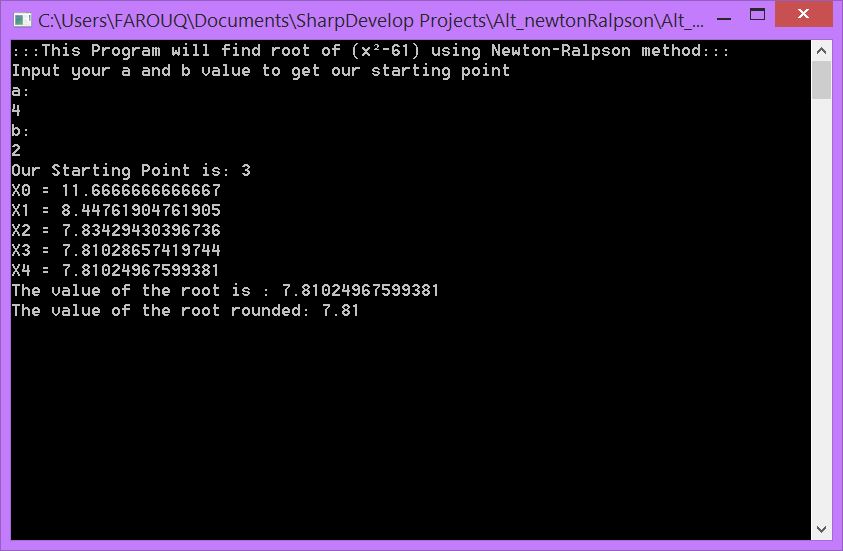 C:\Users\FAROUQ\Documents\SharpDevelop Projects\Alt_newtonRalpson\Alt_...
:::This Program will find root of (x²-61) using Newton-Ralpson method:::
Input your a and b value to get our starting point
a:
4
b:
2
Our Starting Point is: 3
X0 = 11.6666666666667
X1 = 8.44761904761905
X2 = 7.83429430396736
X3 = 7.81028657419744
X4 = 7.81024967599381
The value of the root is : 7.81024967599381
The value of the root rounded: 7.81